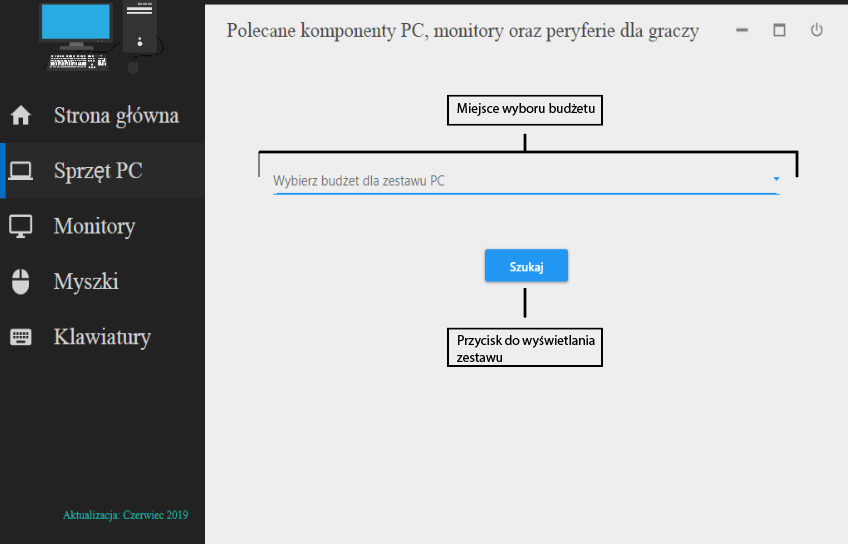 Polecane komponenty PC, monitory oraz peryferie dla graczy
Strona główna
Sprzęt PC
Monitory
Myszki
Klawiatury
Aktualizacja: Czerwiec 2019
Miejsce wyboru budżetu
Wybierz budżet dla zestawu PC
Szukaj
Przycisk do wyświetlania
zestawu